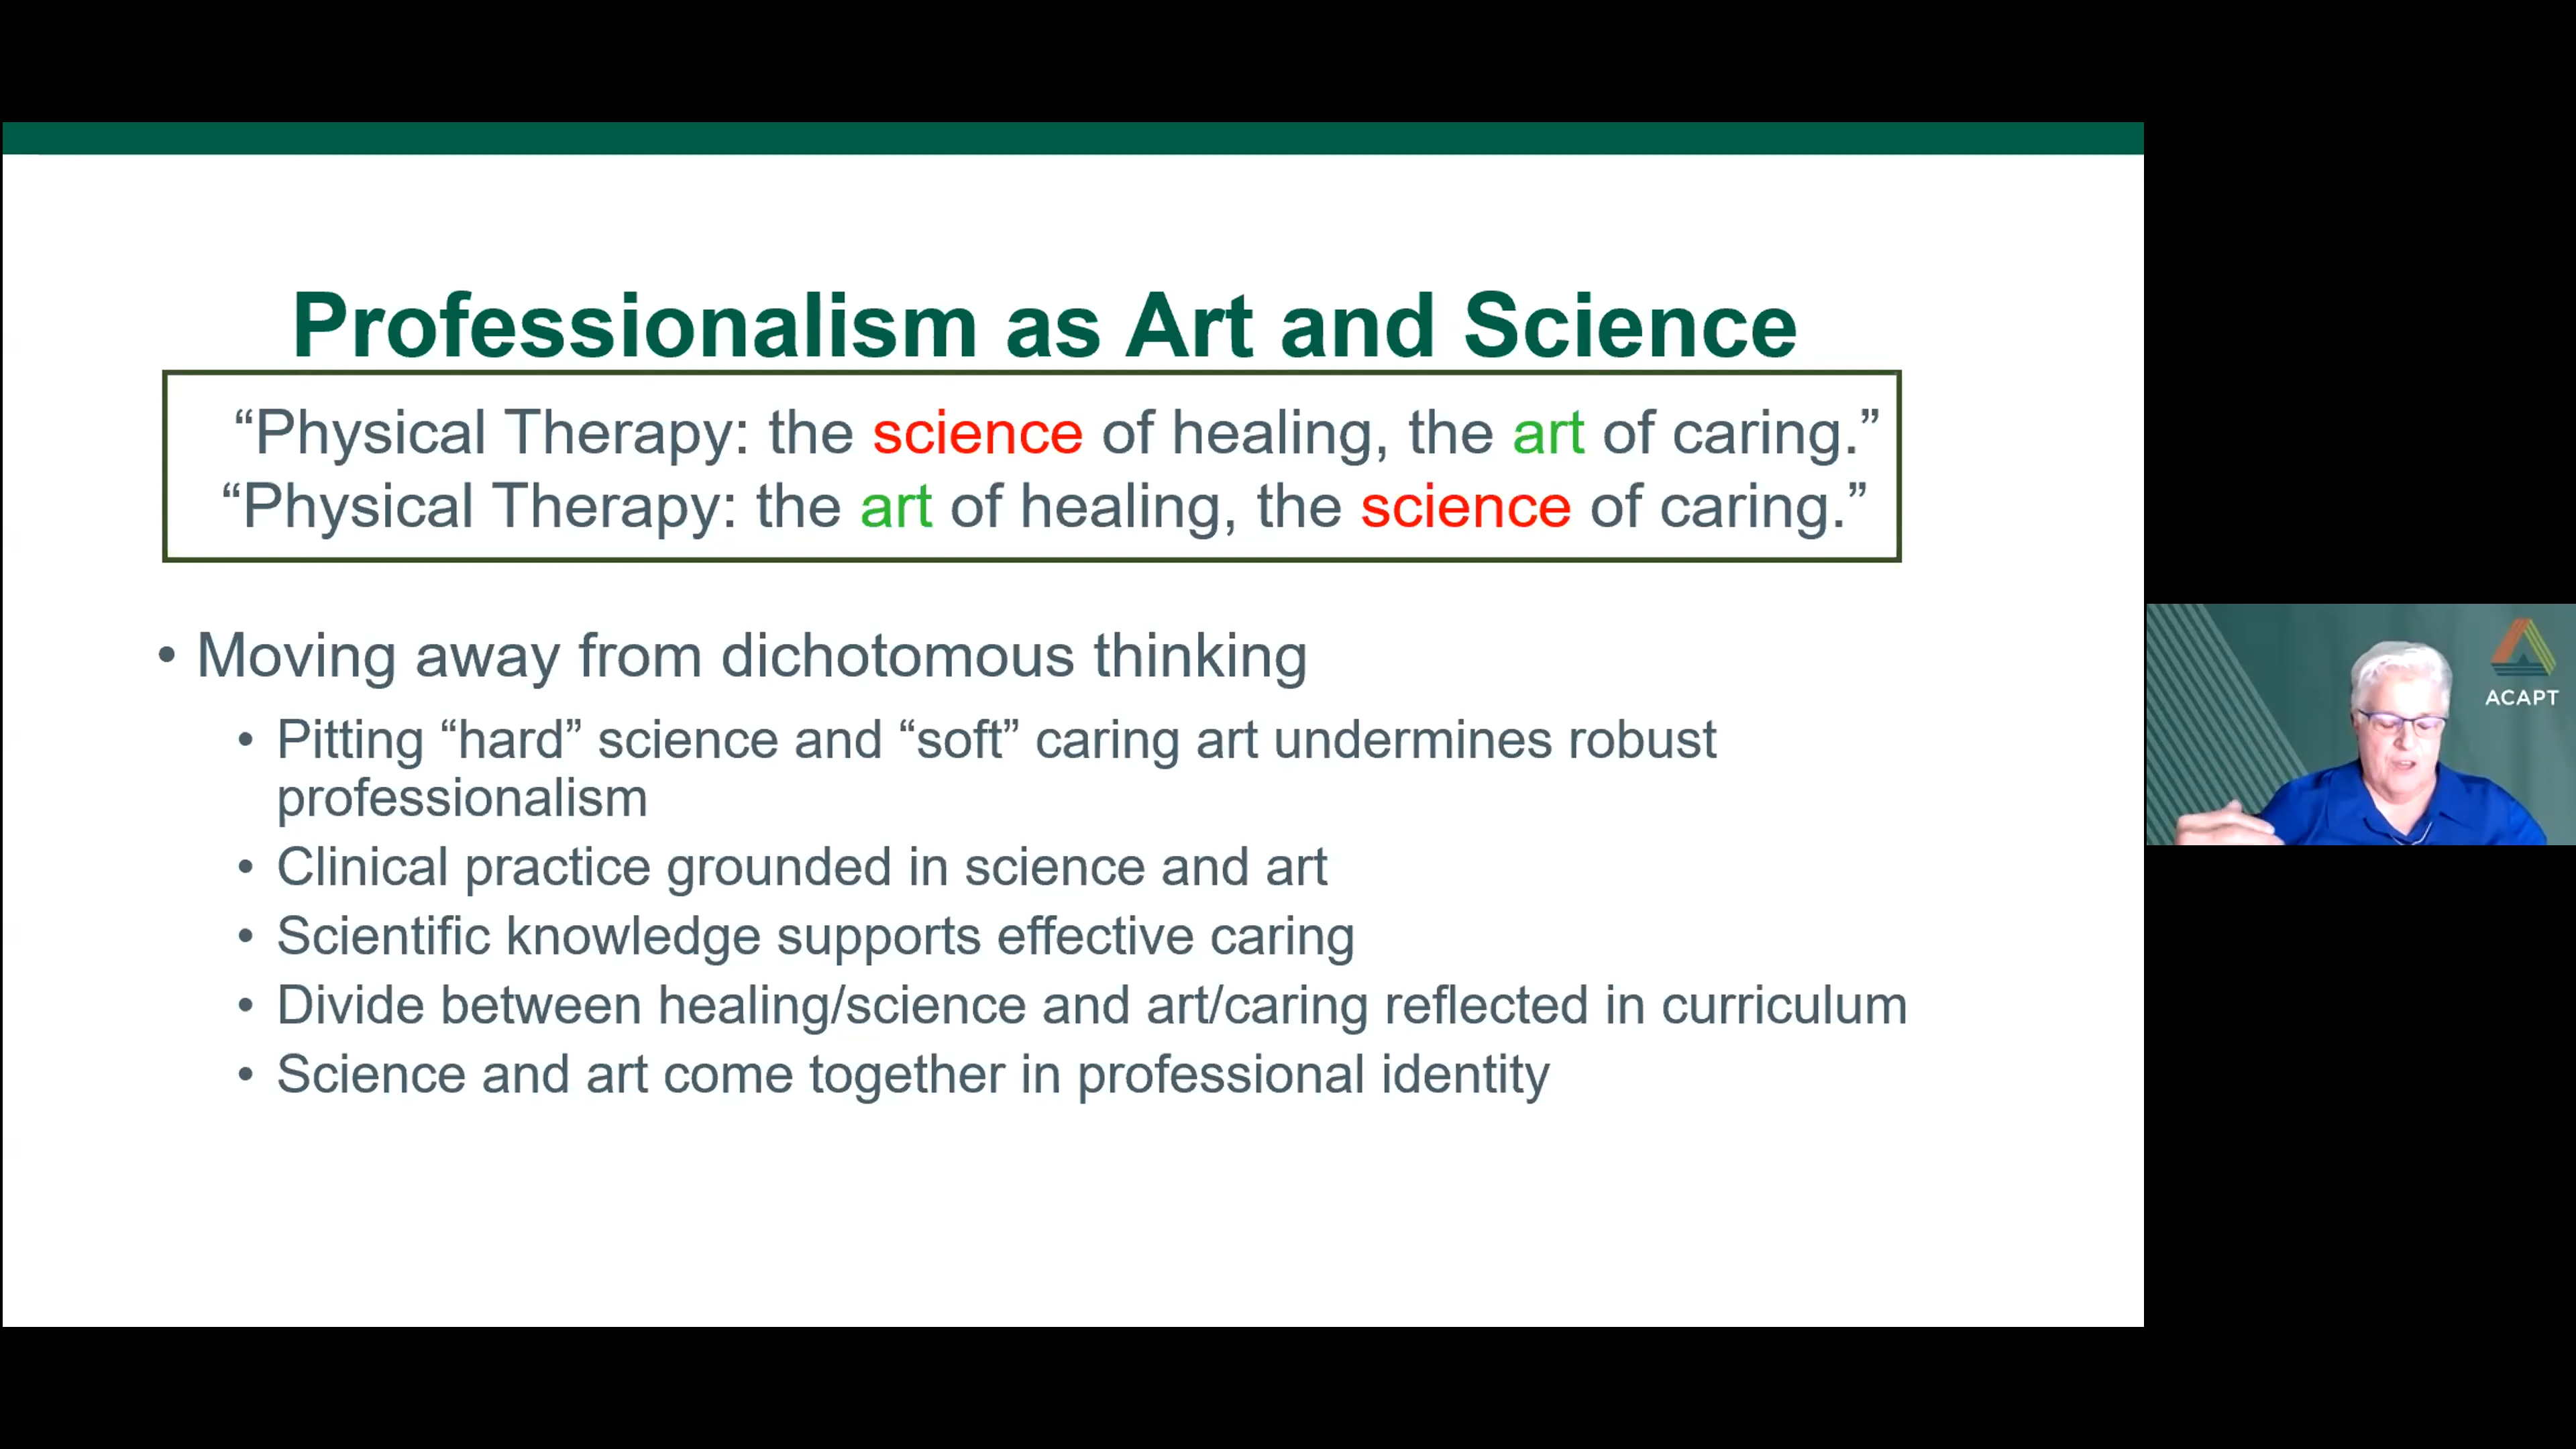 Professionalism as Art and Science
“Physical Therapy: the science of healing, the art of caring.”
“Physical Therapy: the art of healing, the science of caring.”
• Moving away from dichotomous thinking
• Pitting “hard” science and “soft” caring art undermines robust
professionalism
• Clinical practice grounded in science and art
• Scientific knowledge supports effective caring
• Divide between healing/science and art/caring reflected in curriculum
• Science and art come together in professional identity
ACAPT